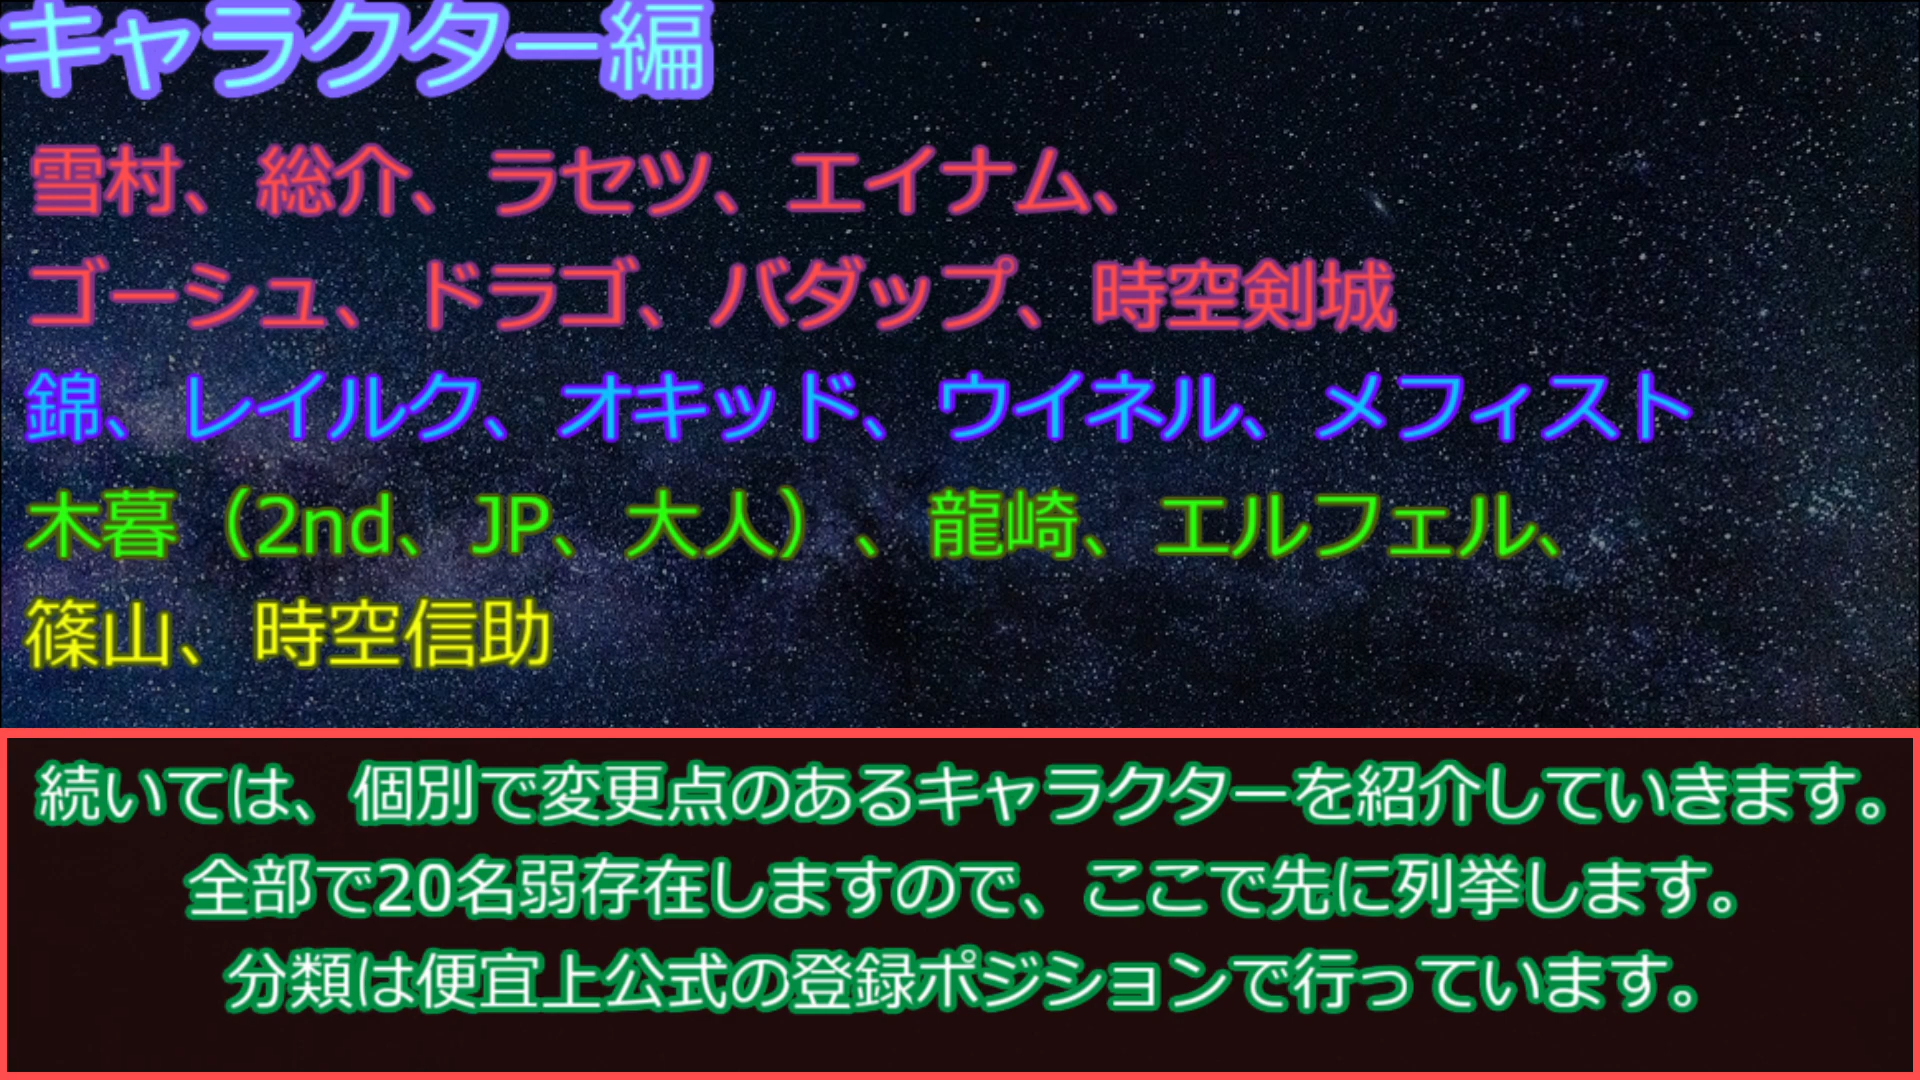 キャラクター編
雪村、総介、ラセツ、エイナム、
ゴーシュ、ドラゴ、バダップ、時空剣城
錦、レイルク、オキッド、ウイネル、メフィスト
木暮（2nd、JP、大人）、龍崎、エルフェル、
篠山、時空信助
続いては、個別で変更点のあるキャラクターを紹介していきます。
全部で20名弱存在しますので、ここで先に列挙します。
分類は便宜上公式の登録ポジションで行っています。